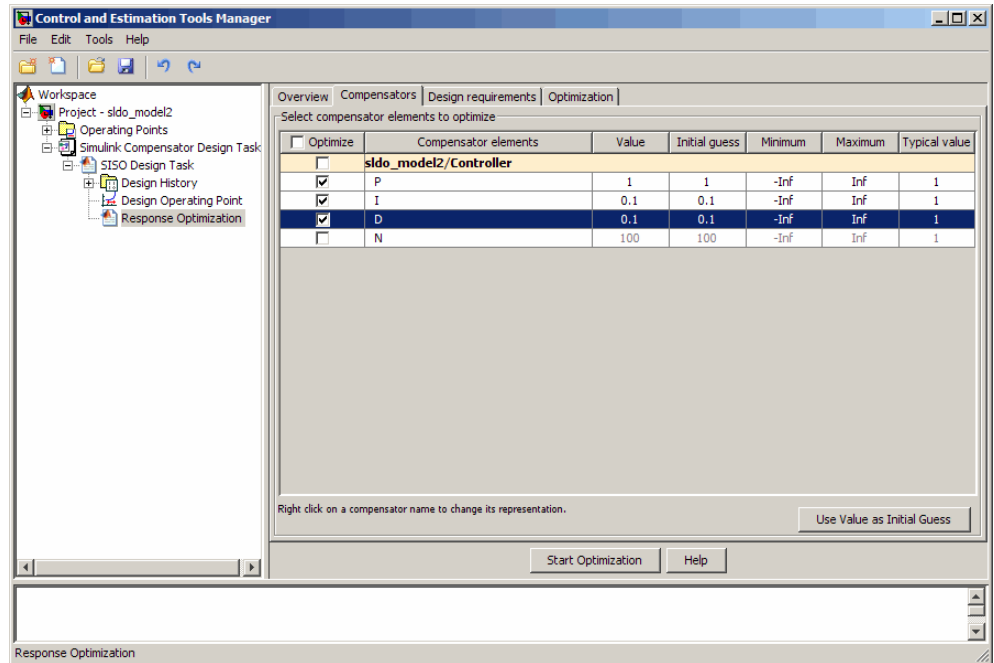 Control and Estimation Tools Manager
File Edit Tools Help
Workspace
Project - sldo_model2
Operating Points
Simulink Compensator Design Task
SISO Design Task
Design History
Design Operating Point
Response Optimization
Overview Compensators Design requirements Optimization
Select compensator elements to optimize
Optimize Compensator elements Value Initial guess Minimum Maximum Typical value
sldo_model2/Controller
P 1 1 -Inf Inf 1
I 0.1 0.1 -Inf Inf 1
D 0.1 0.1 -Inf Inf 1
N 100 100 -Inf Inf 1
Right click on a compensator name to change its representation.
Use Value as Initial Guess
Start Optimization Help
Response Optimization